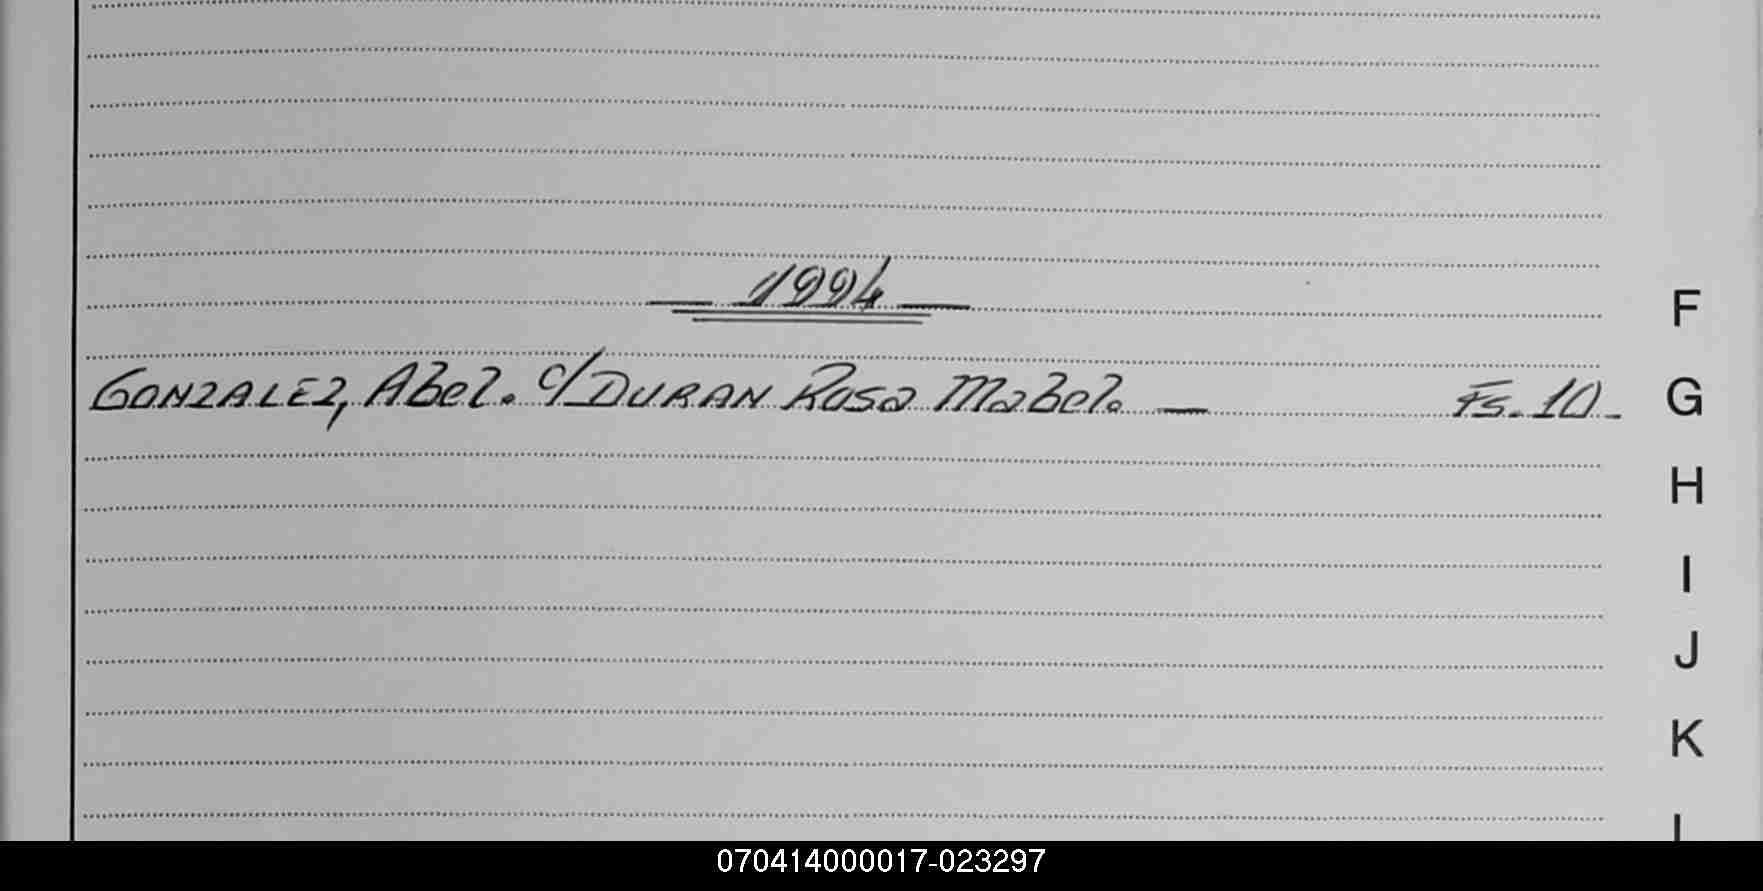 — 1994 —
F
GONZALEZ, Abel. c/ DURAN Rosa Mabel. — Fs. 10.-
G
H
I
J
K
L
070414000017-023297